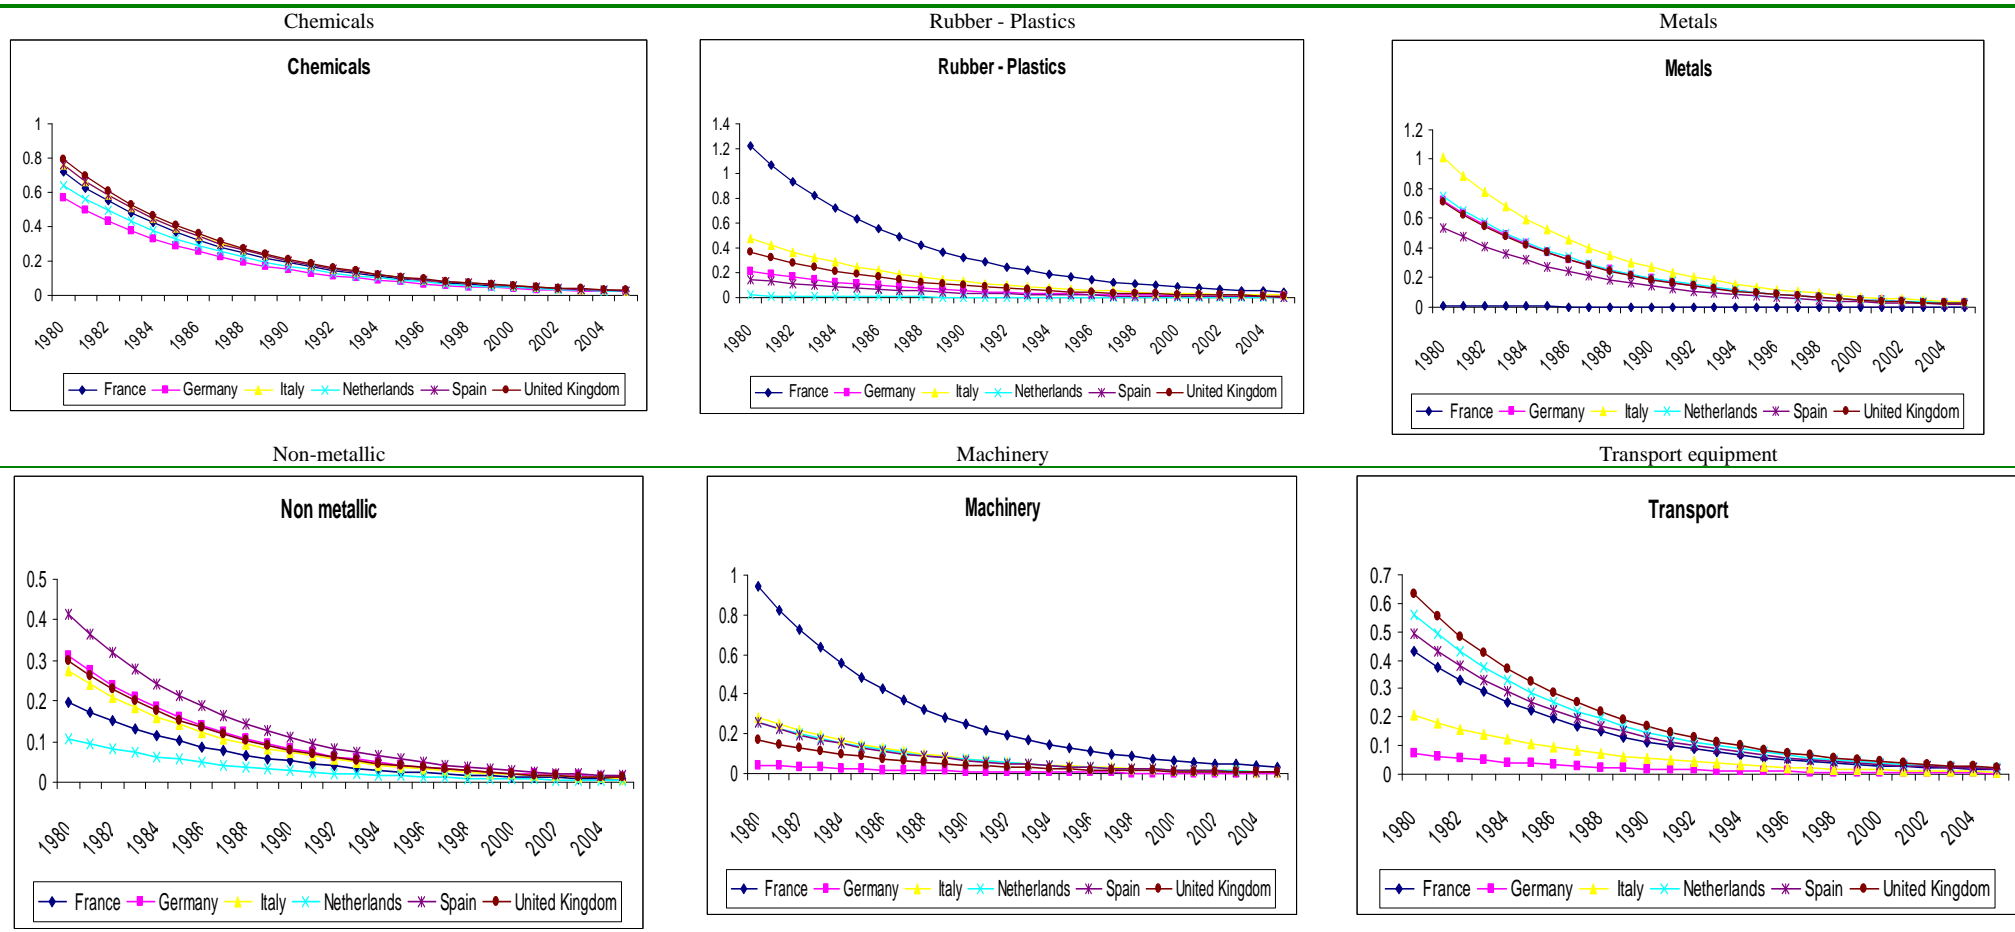 Chemicals Rubber - Plastics Metals
Chemicals
1
0.8
0.6
0.4
0.2
0
1980 1982 1984 1986 1988 1990 1992 1994 1996 1998 2000 2002 2004
France Germany Italy Netherlands Spain United Kingdom
Rubber - Plastics
1.4
1.2
1
0.8
0.6
0.4
0.2
0
1980 1982 1984 1986 1988 1990 1992 1994 1996 1998 2000 2002 2004
France Germany Italy Netherlands Spain United Kingdom
Metals
1.2
1
0.8
0.6
0.4
0.2
0
1980 1982 1984 1986 1988 1990 1992 1994 1996 1998 2000 2002 2004
France Germany Italy Netherlands Spain United Kingdom
Non-metallic Machinery Transport equipment
Non metallic
0.5
0.4
0.3
0.2
0.1
0
1980 1982 1984 1986 1988 1990 1992 1994 1996 1998 2000 2002 2004
France Germany Italy Netherlands Spain United Kingdom
Machinery
1
0.8
0.6
0.4
0.2
0
1980 1982 1984 1986 1988 1990 1992 1994 1996 1998 2000 2002 2004
France Germany Italy Netherlands Spain United Kingdom
Transport
0.7
0.6
0.5
0.4
0.3
0.2
0.1
0
1980 1982 1984 1986 1988 1990 1992 1994 1996 1998 2000 2002 2004
France Germany Italy Netherlands Spain United Kingdom